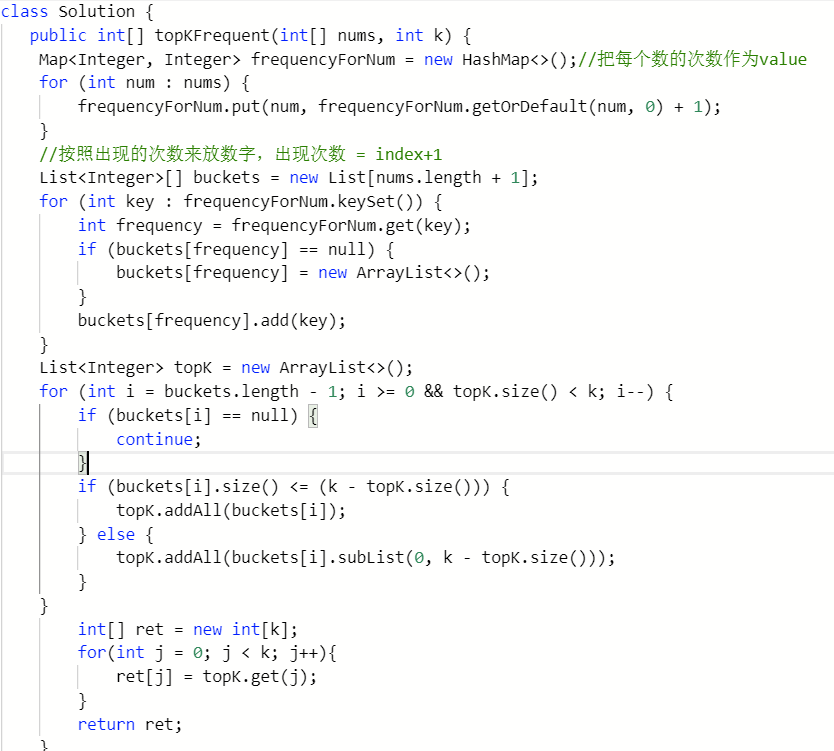 class Solution {
public int[] topKFrequent(int[] nums, int k) {
Map<Integer, Integer> frequencyForNum = new HashMap<>();//把每个数的次数作为value
for (int num : nums) {
frequencyForNum.put(num, frequencyForNum.getOrDefault(num, 0) + 1);
}
//按照出现的次数来放数字，出现次数 = index+1
List<Integer>[] buckets = new List[nums.length + 1];
for (int key : frequencyForNum.keySet()) {
int frequency = frequencyForNum.get(key);
if (buckets[frequency] == null) {
buckets[frequency] = new ArrayList<>();
}
buckets[frequency].add(key);
}
List<Integer> topK = new ArrayList<>();
for (int i = buckets.length - 1; i >= 0 && topK.size() < k; i--) {
if (buckets[i] == null) {
continue;
}
if (buckets[i].size() <= (k - topK.size())) {
topK.addAll(buckets[i]);
} else {
topK.addAll(buckets[i].subList(0, k - topK.size()));
}
}
int[] ret = new int[k];
for(int j = 0; j < k; j++){
ret[j] = topK.get(j);
}
return ret;
}